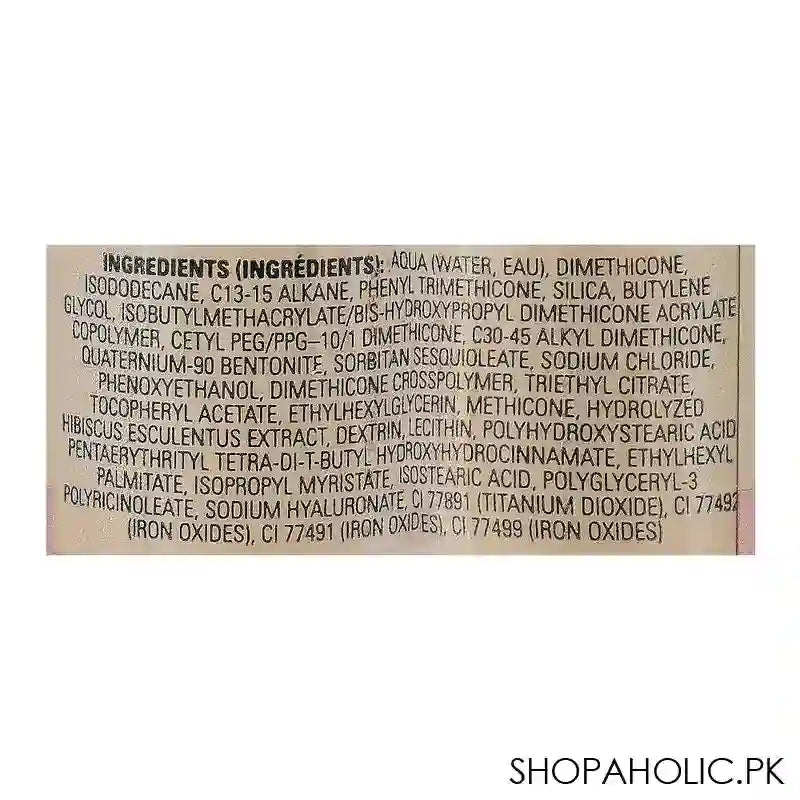 INGREDIENTS (INGRÉDIENTS): AQUA (WATER, EAU), DIMETHICONE,
ISODODECANE, C13-15 ALKANE, PHENYL TRIMETHICONE, SILICA, BUTYLENE
GLYCOL, ISOBUTYLMETHACRYLATE/BIS-HYDROXYPROPYL DIMETHICONE ACRYLATE
COPOLYMER, CETYL PEG/PPG–10/1 DIMETHICONE, C30-45 ALKYL DIMETHICONE,
QUATERNIUM-90 BENTONITE, SORBITAN SESQUIOLEATE, SODIUM CHLORIDE,
PHENOXYETHANOL, DIMETHICONE CROSSPOLYMER, TRIETHYL CITRATE,
TOCOPHERYL ACETATE, ETHYLHEXYLGLYCERIN, METHICONE, HYDROLYZED
HIBISCUS ESCULENTUS EXTRACT, DEXTRIN, LECITHIN, POLYHYDROXYSTEARIC ACID
PENTAERYTHRITYL TETRA-DI-T-BUTYL HYDROXYHYDROCINNAMATE, ETHYLHEXYL
PALMITATE, ISOPROPYL MYRISTATE, ISOSTEARIC ACID, POLYGLYCERYL-3
POLYRICINOLEATE, SODIUM HYALURONATE, CI 77891 (TITANIUM DIOXIDE), CI 77492
(IRON OXIDES), CI 77491 (IRON OXIDES), CI 77499 (IRON OXIDES)
SHOPAHOLIC.PK